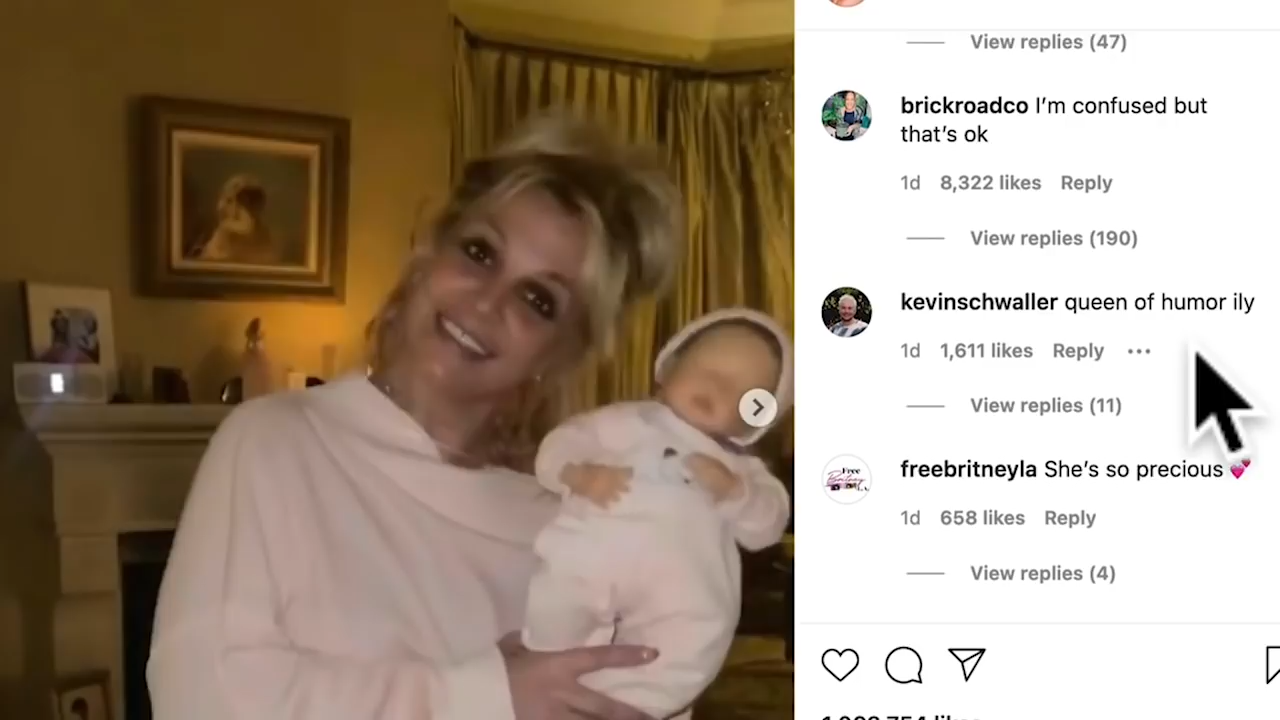 View replies (47)
brickroadco I’m confused but
that’s ok
1d 8,322 likes Reply
View replies (190)
kevinschwaller queen of humor ily
1d 1,611 likes Reply
View replies (11)
freebritneyla She’s so precious 💕
Free
Britney
L.A.
1d 658 likes Reply
View replies (4)